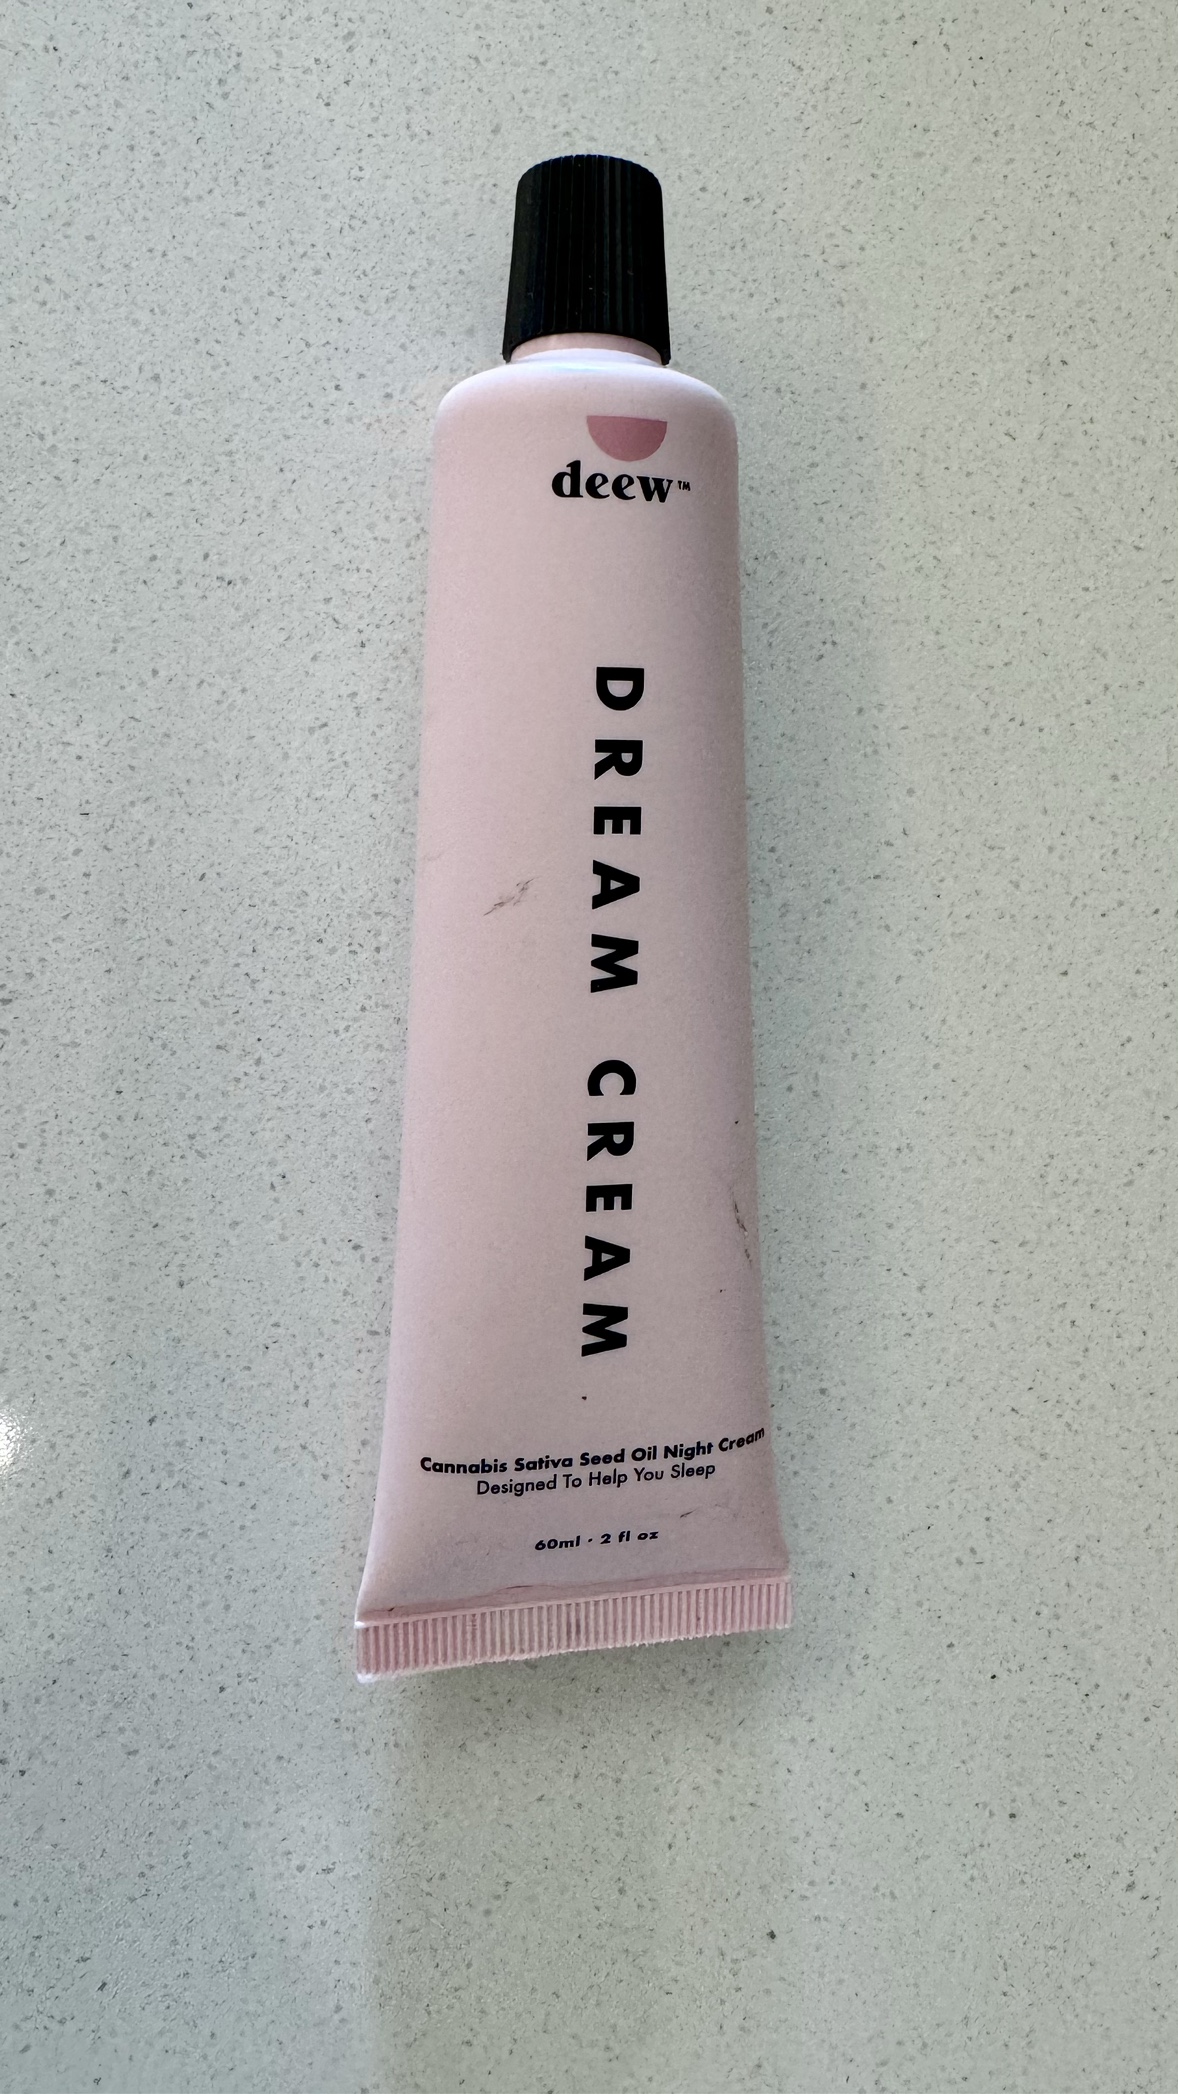 deew™
DREAM CREAM
Cannabis Sativa Seed Oil Night Cream
Designed To Help You Sleep
60ml · 2 fl oz